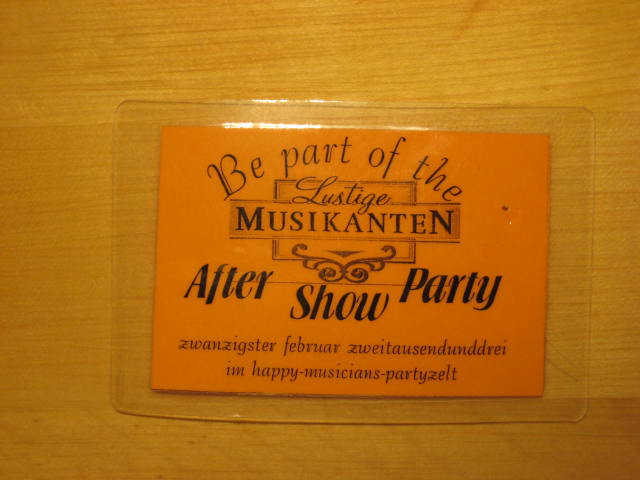 Be part of the
Lustige
MUSIKANTEN
After Show Party
zwanzigster februar zweitausendunddrei
im happy-musicians-partyzelt